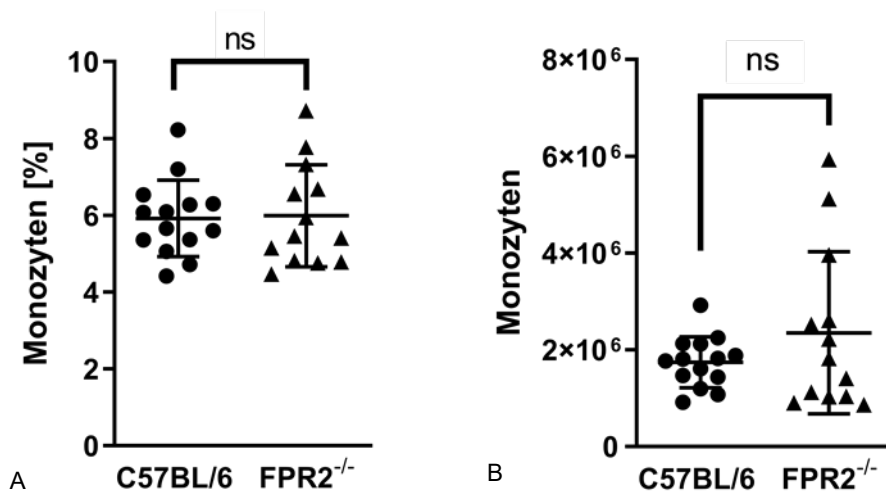 ns
10
8
6
4
2
0
Monozyten [%]
C57BL/6 FPR2⁻/⁻
A
ns
8×10⁶
6×10⁶
4×10⁶
2×10⁶
0
Monozyten
C57BL/6 FPR2⁻/⁻
B